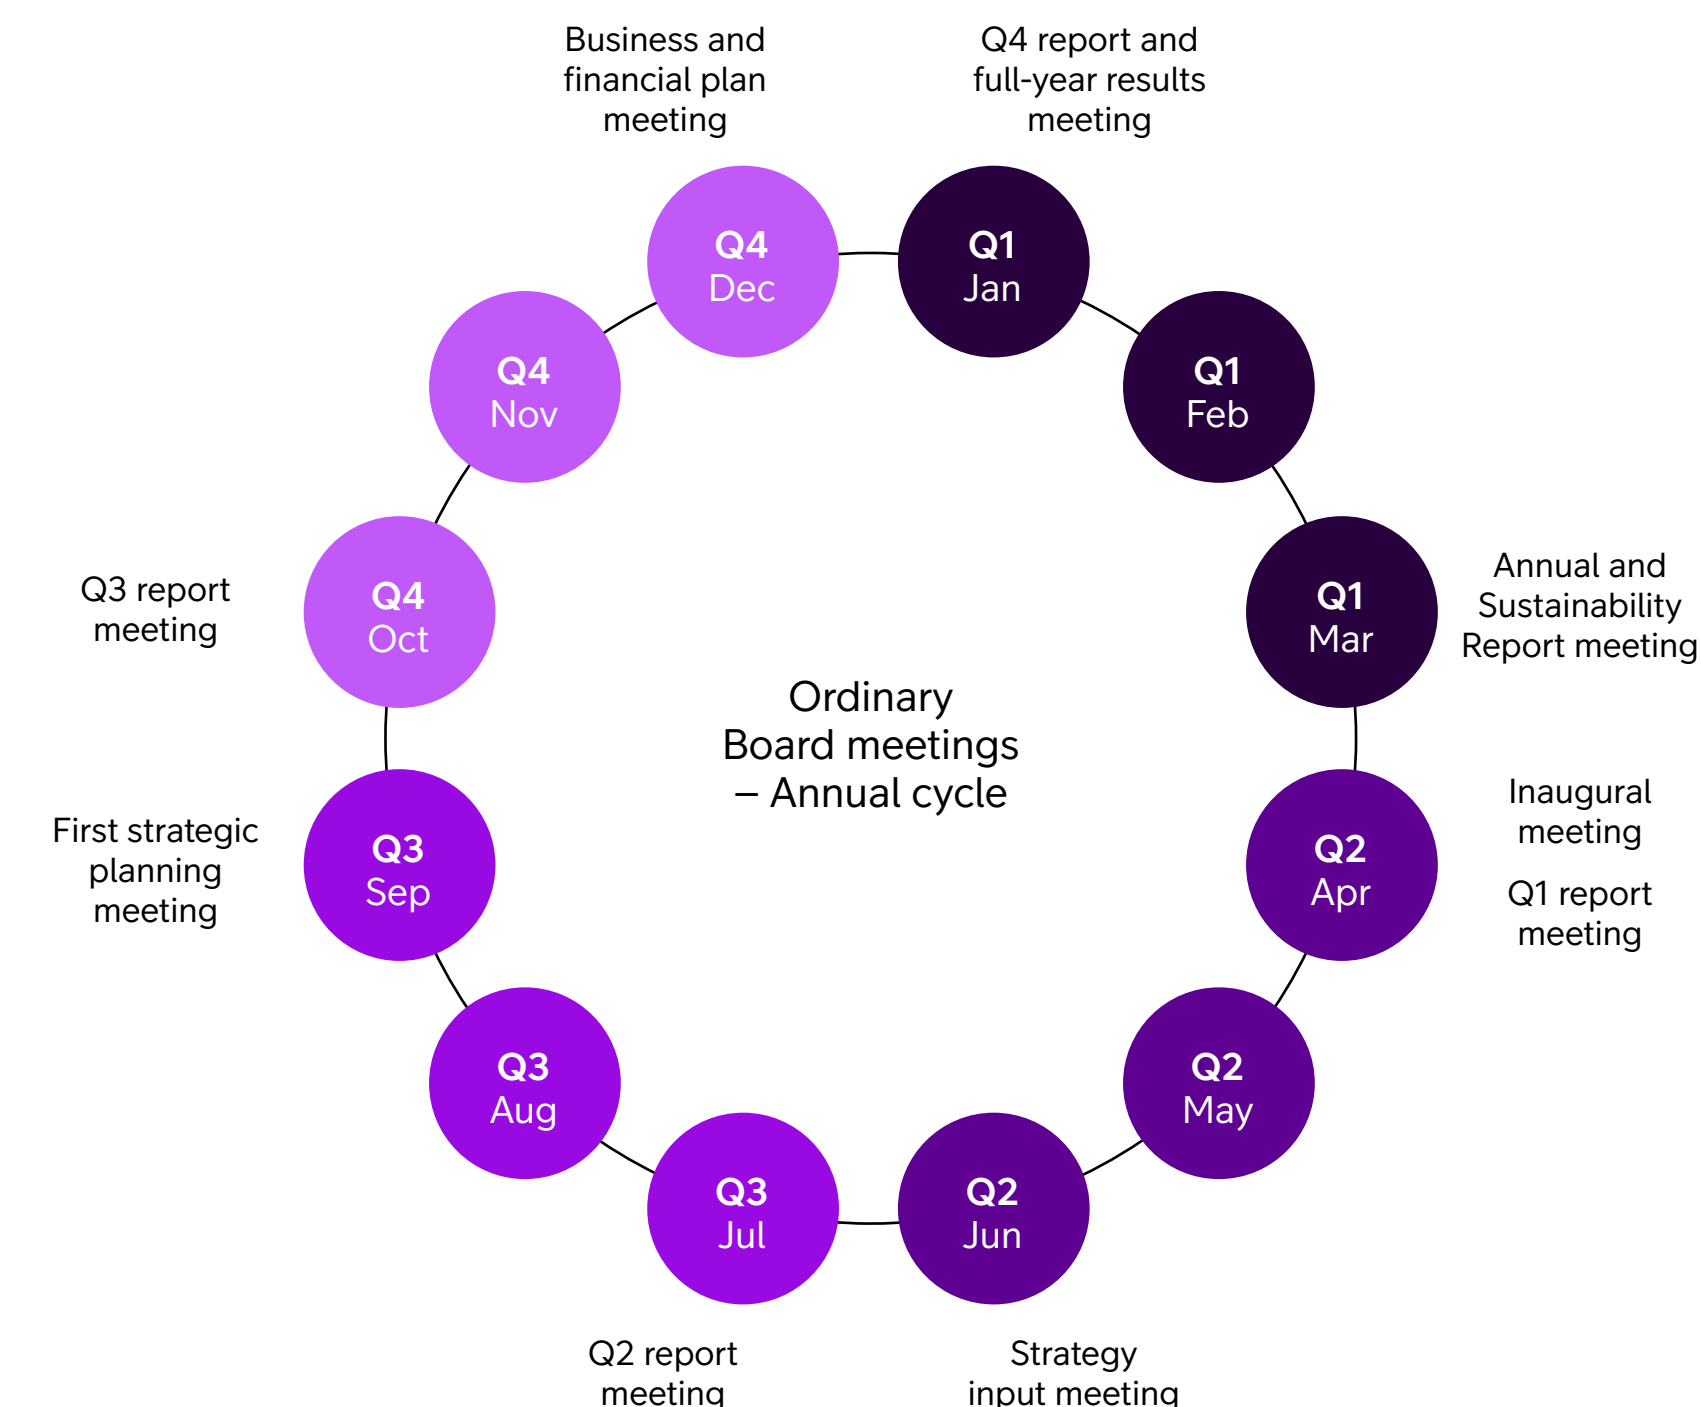 Business and
financial plan
meeting
Q4 report and
full-year results
meeting
Q4
Dec
Q1
Jan
Q4
Nov
Q1
Feb
Q3 report
meeting
Q4
Oct
Q1
Mar
Annual and
Sustainability
Report meeting
Ordinary
Board meetings
– Annual cycle
First strategic
planning
meeting
Q3
Sep
Q2
Apr
Inaugural
meeting
Q1 report
meeting
Q3
Aug
Q2
May
Q3
Jul
Q2
Jun
Q2 report
meeting
Strategy
input meeting